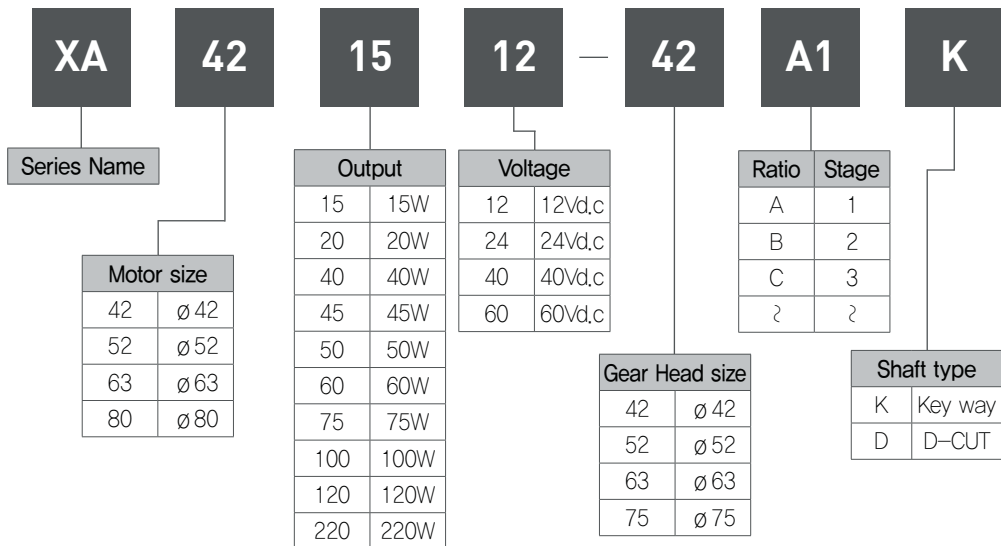 XA 42 15 12 — 42 A1 K
Series Name
Motor size
42 ø42
52 ø52
63 ø63
80 ø80
Output
15 15W
20 20W
40 40W
45 45W
50 50W
60 60W
75 75W
100 100W
120 120W
220 220W
Voltage
12 12Vd.c
24 24Vd.c
40 40Vd.c
60 60Vd.c
Gear Head size
42 ø42
52 ø52
63 ø63
75 ø75
Ratio Stage
A 1
B 2
C 3
≀ ≀
Shaft type
K Key way
D D-CUT